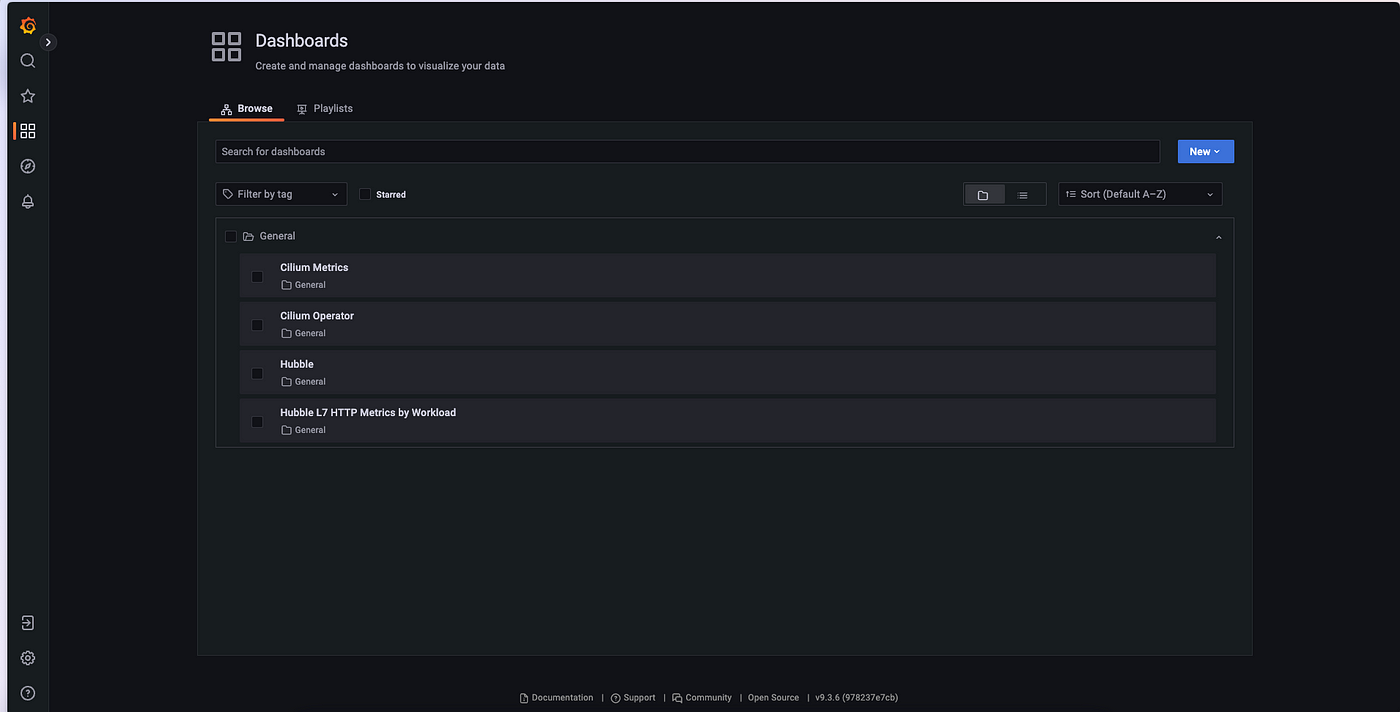 Dashboards
Create and manage dashboards to visualize your data
Browse Playlists
Search for dashboards New
Filter by tag Starred Sort (Default A–Z)
General
Cilium Metrics
General
Cilium Operator
General
Hubble
General
Hubble L7 HTTP Metrics by Workload
General
Documentation | Support | Community | Open Source | v9.3.6 (978237e7cb)